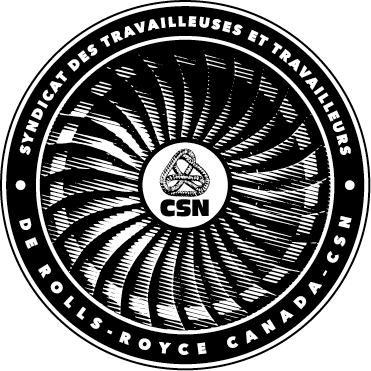 SYNDICAT DES TRAVAILLEUSES ET TRAVAILLEURS
CSN
DE ROLLS-ROYCE CANADA-CSN